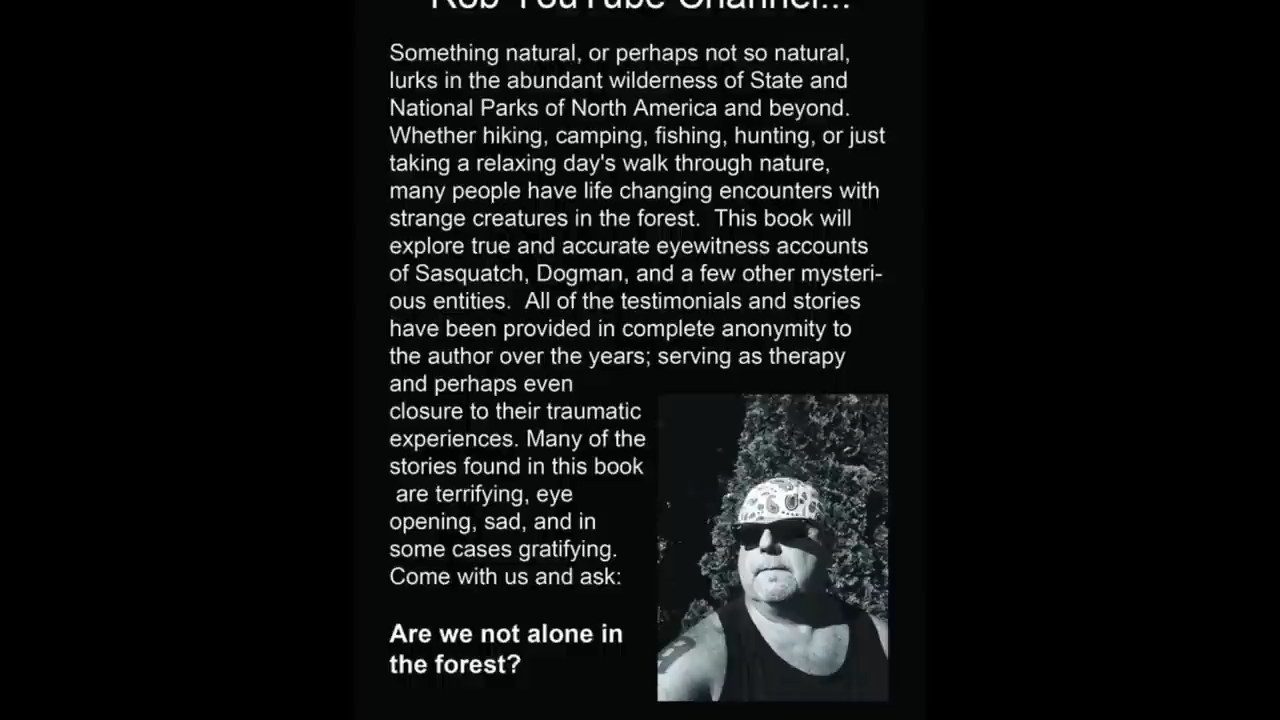 Rob YouTube Channel...
Something natural, or perhaps not so natural,
lurks in the abundant wilderness of State and
National Parks of North America and beyond.
Whether hiking, camping, fishing, hunting, or just
taking a relaxing day's walk through nature,
many people have life changing encounters with
strange creatures in the forest.  This book will
explore true and accurate eyewitness accounts
of Sasquatch, Dogman, and a few other mysteri-
ous entities.  All of the testimonials and stories
have been provided in complete anonymity to
the author over the years; serving as therapy
and perhaps even
closure to their traumatic
experiences. Many of the
stories found in this book
are terrifying, eye
opening, sad, and in
some cases gratifying.
Come with us and ask:
Are we not alone in
the forest?